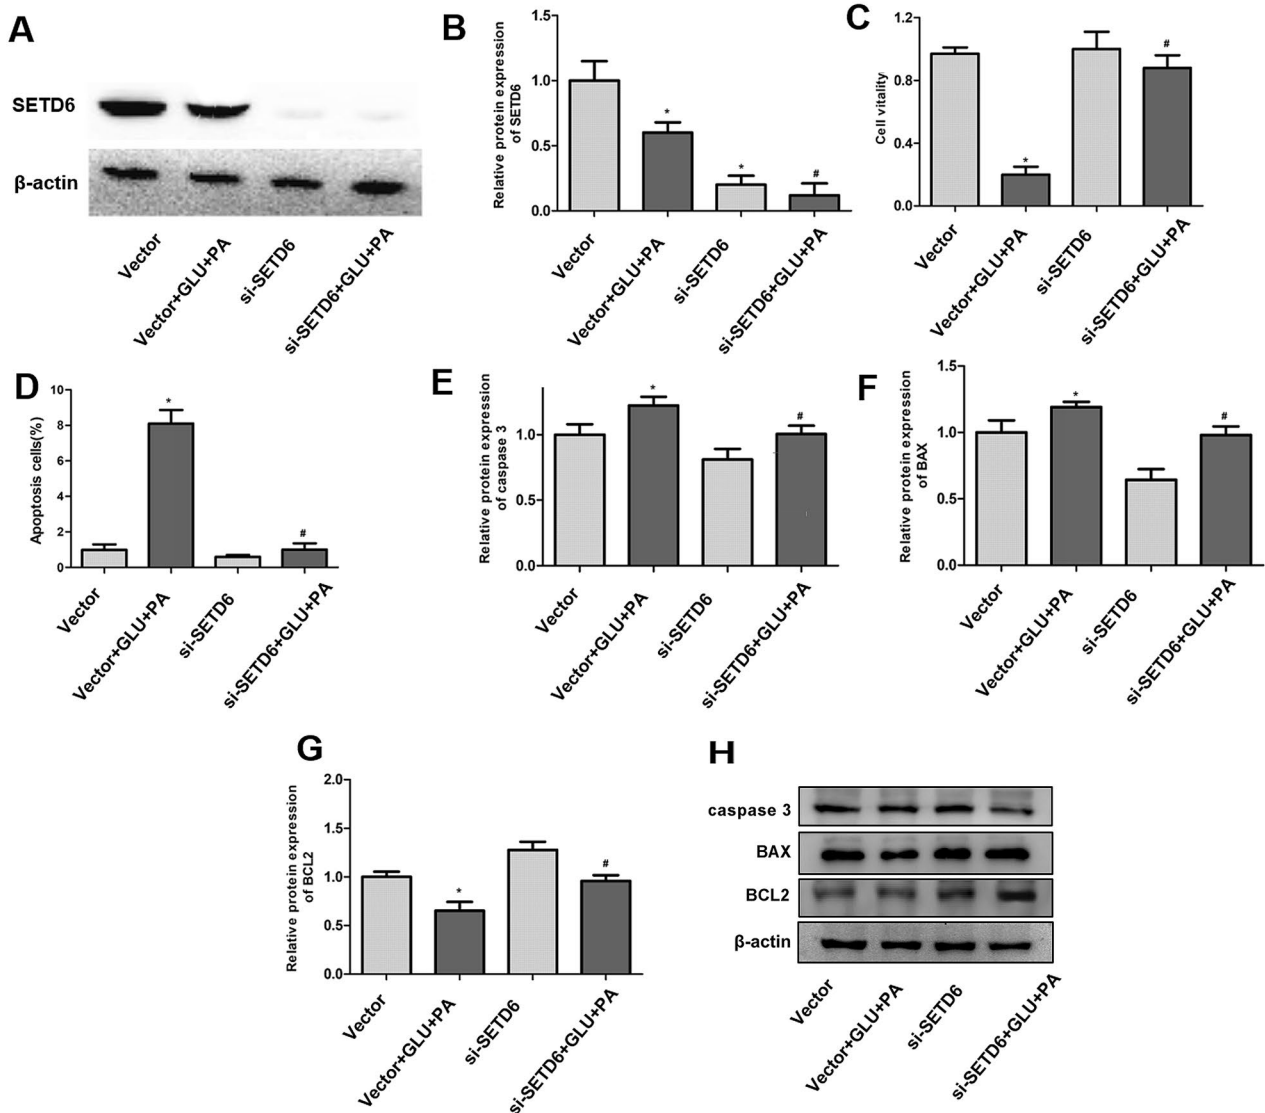 A
SETD6
β-actin
Vector
Vector+GLU+PA
si-SETD6
si-SETD6+GLU+PA
B
Relative protein expression
of SETD6
1.5
1.0
0.5
0.0
*
*
#
Vector
Vector+GLU+PA
si-SETD6
si-SETD6+GLU+PA
C
Cell vitality
1.2
0.8
0.4
0.0
*
#
Vector
Vector+GLU+PA
si-SETD6
si-SETD6+GLU+PA
D
Apoptosis cells(%)
10
8
6
4
2
0
*
#
Vector
Vector+GLU+PA
si-SETD6
si-SETD6+GLU+PA
E
Relative protein expression
of caspase 3
1.0
0.5
0.0
*
#
Vector
Vector+GLU+PA
si-SETD6
si-SETD6+GLU+PA
F
Relative protein expression
of BAX
1.5
1.0
0.5
0.0
*
#
Vector
Vector+GLU+PA
si-SETD6
si-SETD6+GLU+PA
G
Relative protein expression
of BCL2
2.0
1.5
1.0
0.5
0.0
*
#
Vector
Vector+GLU+PA
si-SETD6
si-SETD6+GLU+PA
H
caspase 3
BAX
BCL2
β-actin
Vector
Vector+GLU+PA
si-SETD6
si-SETD6+GLU+PA